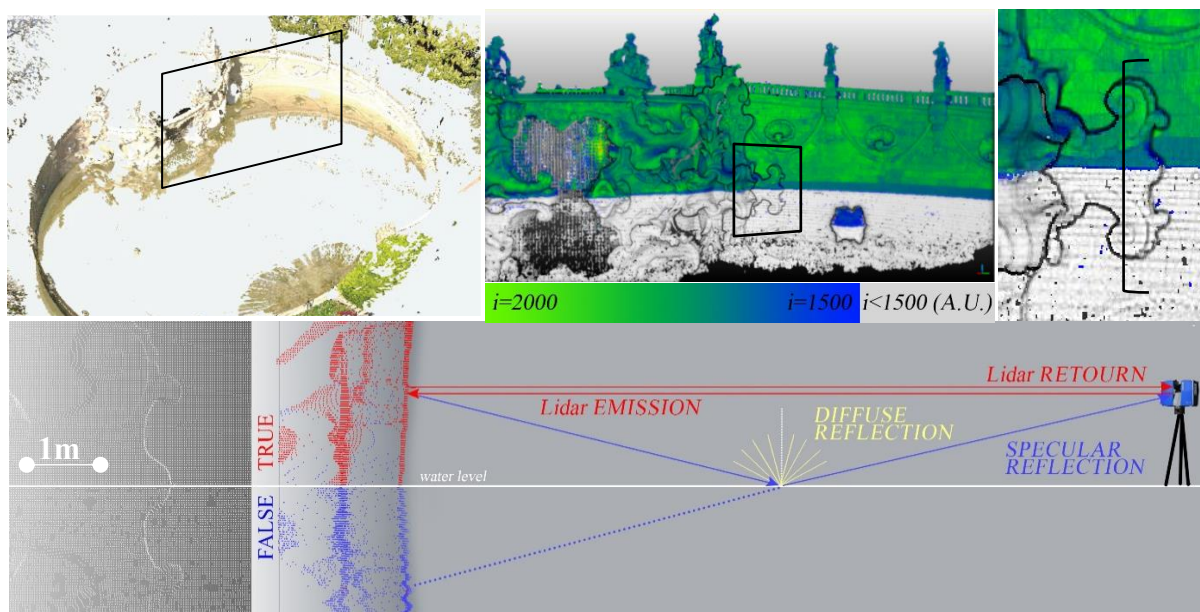 i=2000
i=1500
i<1500 (A.U.)
1m
TRUE
FALSE
water level
Lidar EMISSION
Lidar RETOURN
DIFFUSE
REFLECTION
SPECULAR
REFLECTION